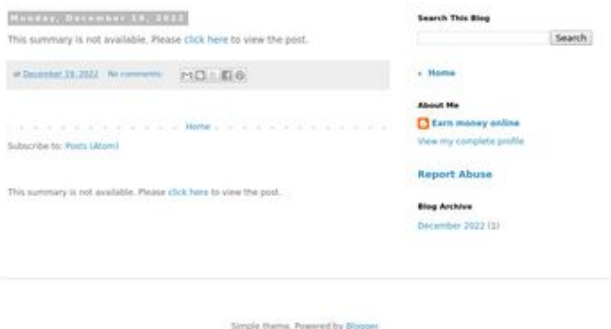 Monday, December 19, 2022
This summary is not available. Please click here to view the post.
at December 19, 2022 No comments:
Home
Subscribe to: Posts (Atom)
This summary is not available. Please click here to view the post.
Search This Blog
Search
Home
About Me
Earn money online
View my complete profile
Report Abuse
Blog Archive
December 2022 (1)
Simple theme. Powered by Blogger.